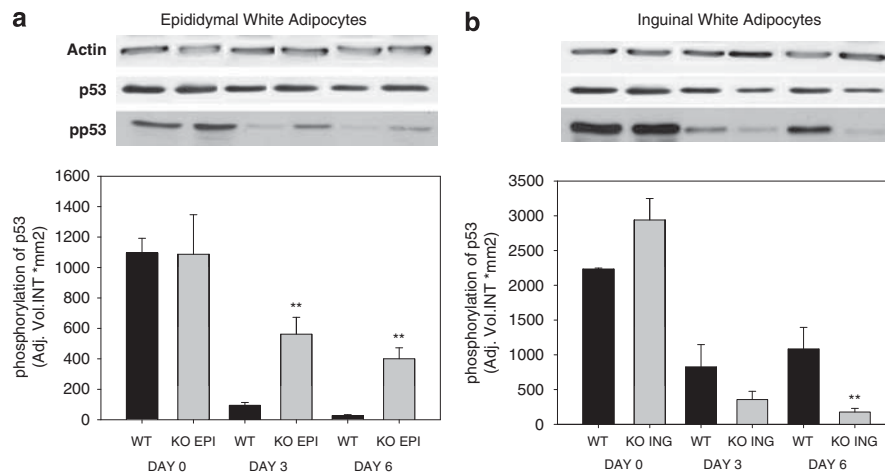 a
Epididymal White Adipocytes
Actin
p53
pp53
phosphorylation of p53
(Adj. Vol.INT *mm2)
1600
1400
1200
1000
800
600
400
200
0
**
**
WT KO EPI WT KO EPI WT KO EPI
DAY 0 DAY 3 DAY 6
b
Inguinal White Adipocytes
phosphorylation of p53
(Adj. Vol.INT *mm2)
3500
3000
2500
2000
1500
1000
500
0
**
WT KO ING WT KO ING WT KO ING
DAY 0 DAY 3 DAY 6